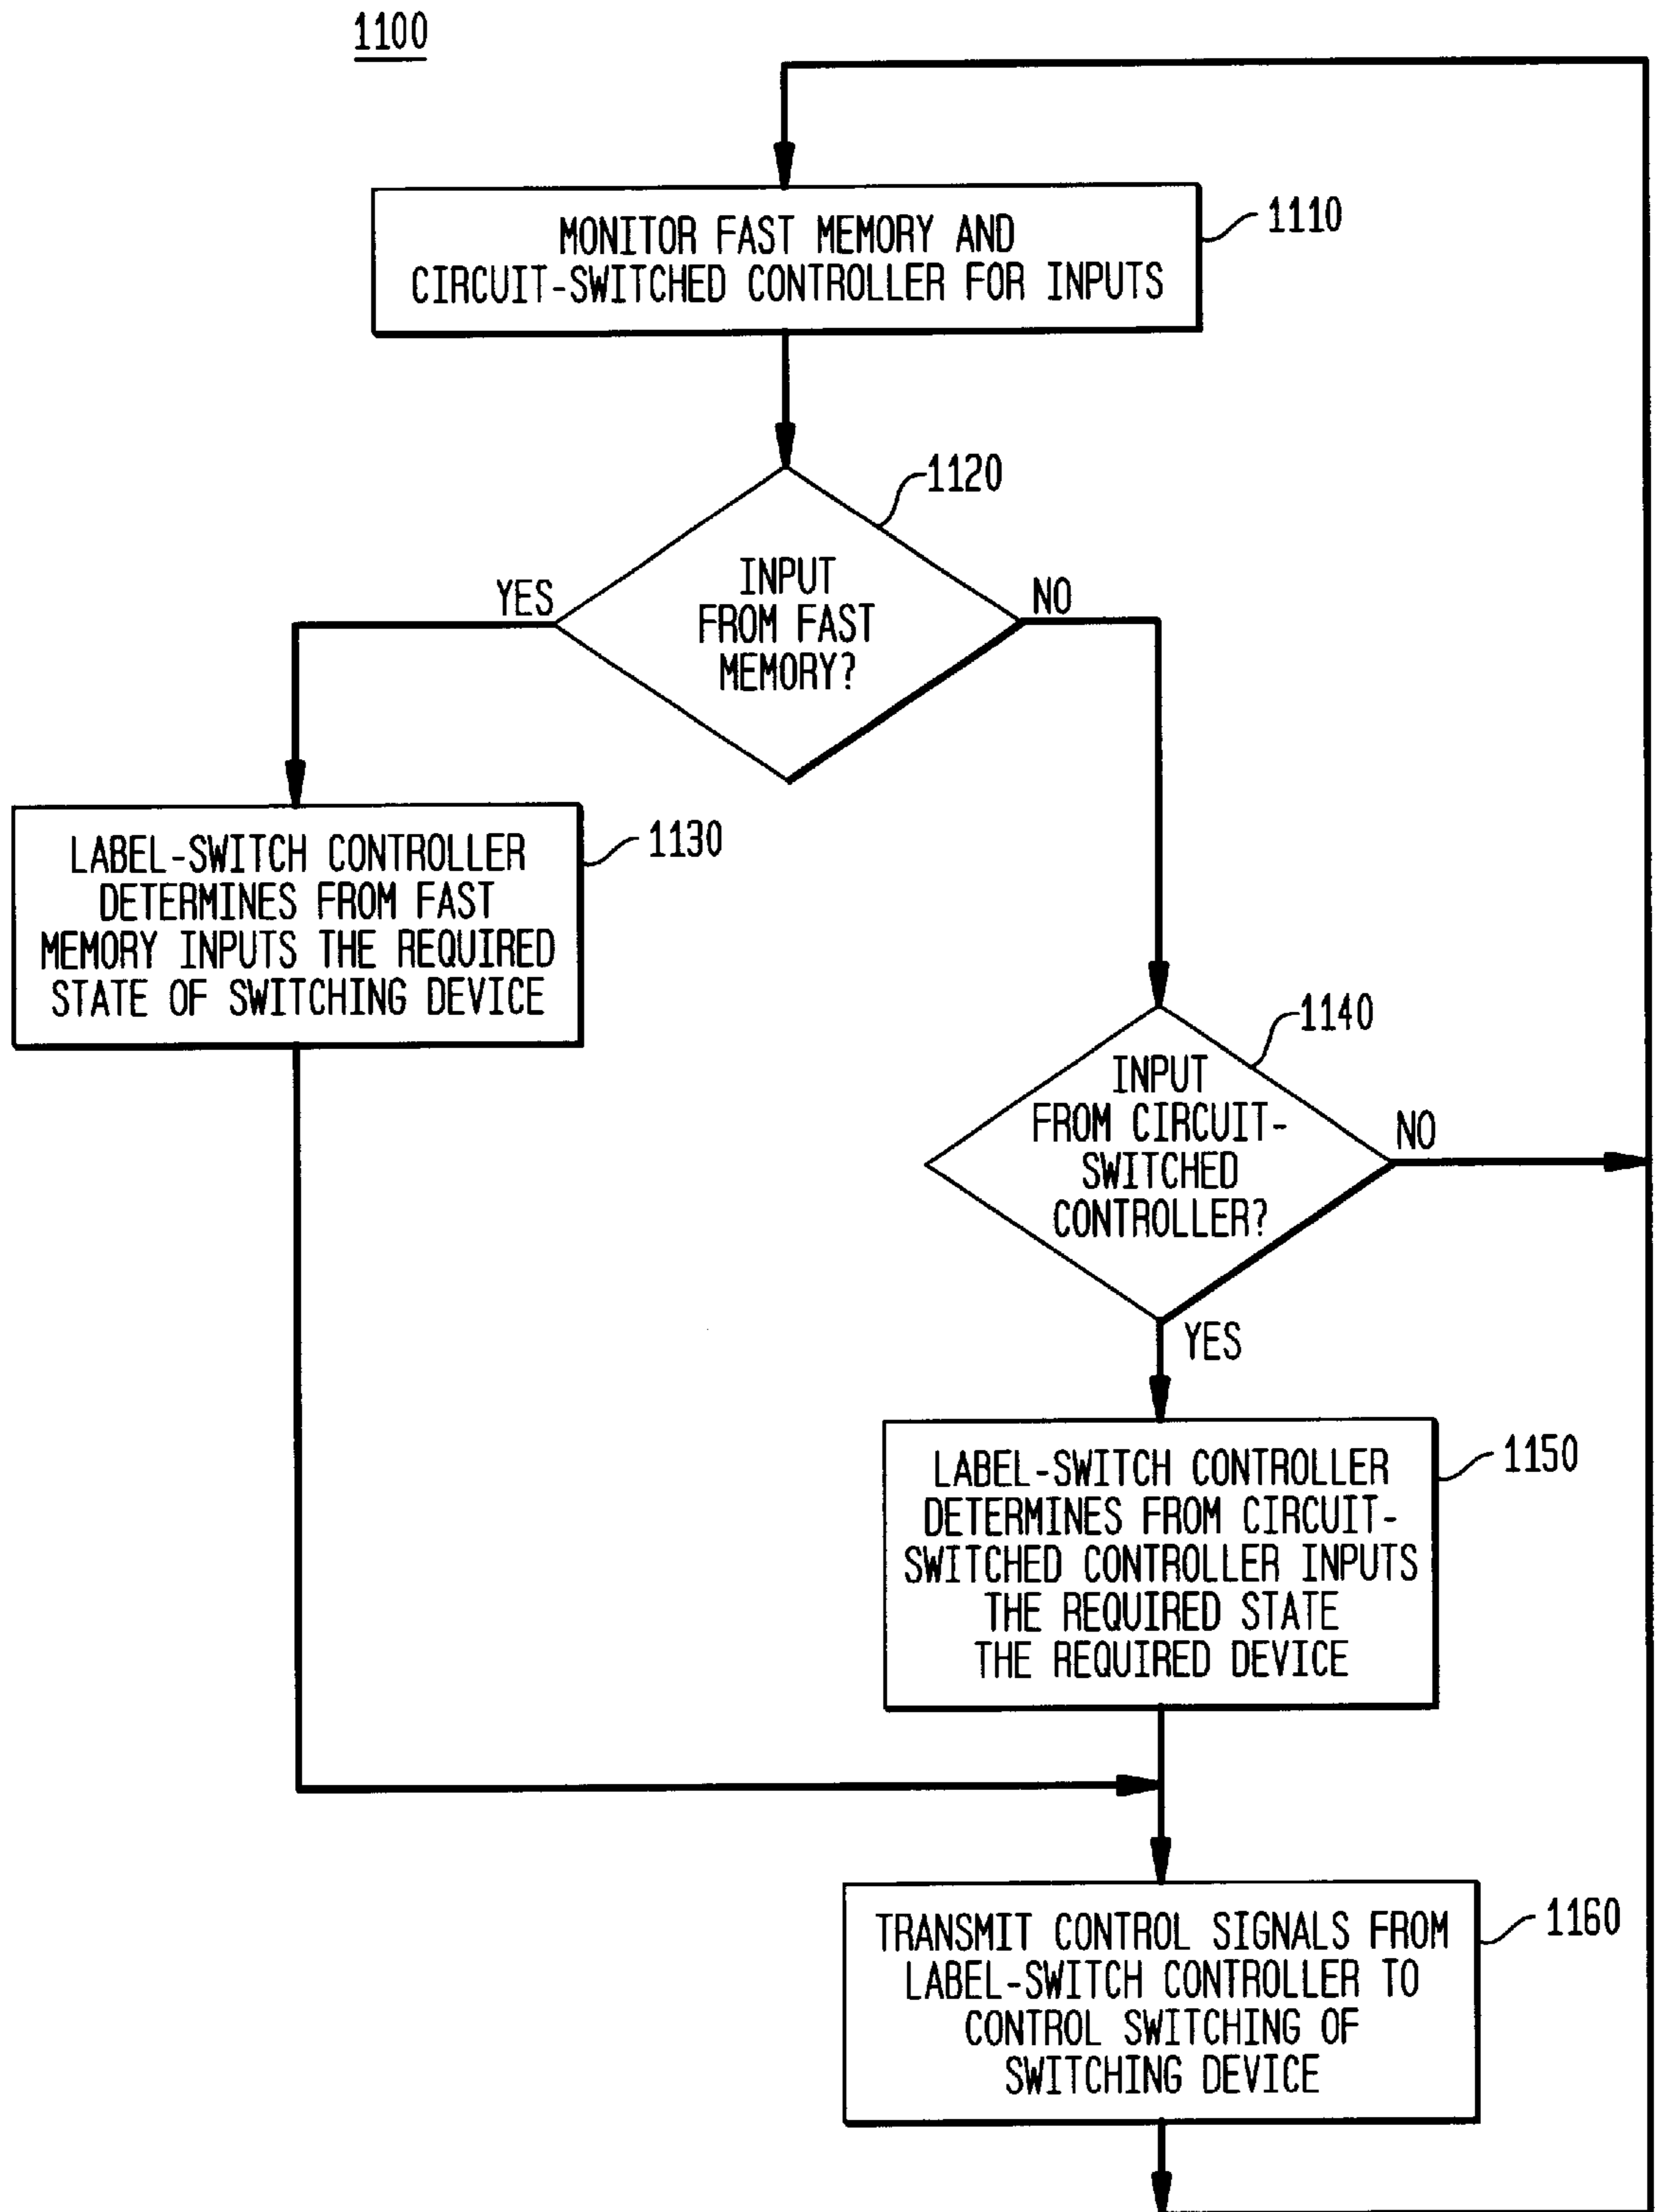 1100
MONITOR FAST MEMORY AND
CIRCUIT-SWITCHED CONTROLLER FOR INPUTS
1110
1120
INPUT
FROM FAST
MEMORY?
YES
NO
LABEL-SWITCH CONTROLLER
DETERMINES FROM FAST
MEMORY INPUTS THE REQUIRED
STATE OF SWITCHING DEVICE
1130
1140
INPUT
FROM CIRCUIT-
SWITCHED
CONTROLLER?
NO
YES
LABEL-SWITCH CONTROLLER
DETERMINES FROM CIRCUIT-
SWITCHED CONTROLLER INPUTS
THE REQUIRED STATE
THE REQUIRED DEVICE
1150
TRANSMIT CONTROL SIGNALS FROM
LABEL-SWITCH CONTROLLER TO
CONTROL SWITCHING OF
SWITCHING DEVICE
1160